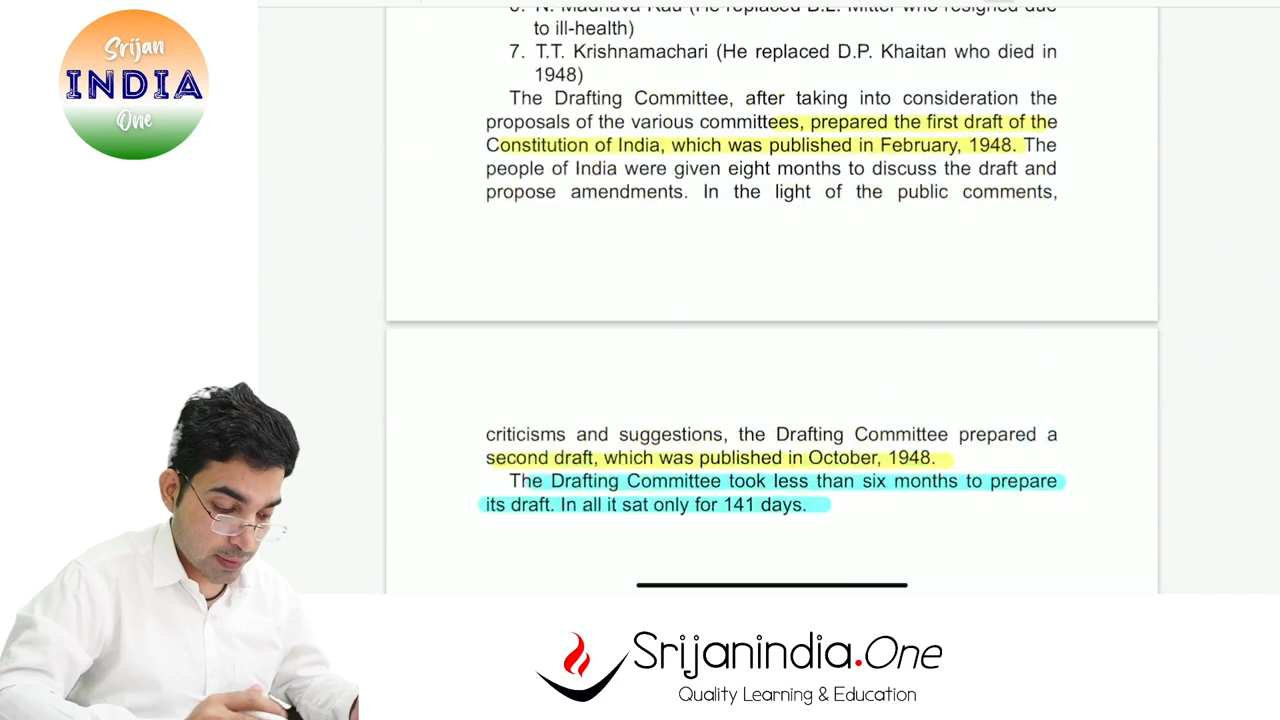 Srijan
INDIA
One
to ill-health)
7. T.T. Krishnamachari (He replaced D.P. Khaitan who died in
1948)
The Drafting Committee, after taking into consideration the
proposals of the various committees, prepared the first draft of the
Constitution of India, which was published in February, 1948. The
people of India were given eight months to discuss the draft and
propose amendments. In the light of the public comments,
criticisms and suggestions, the Drafting Committee prepared a
second draft, which was published in October, 1948.
The Drafting Committee took less than six months to prepare
its draft. In all it sat only for 141 days.
Srijanindia.One
Quality Learning & Education